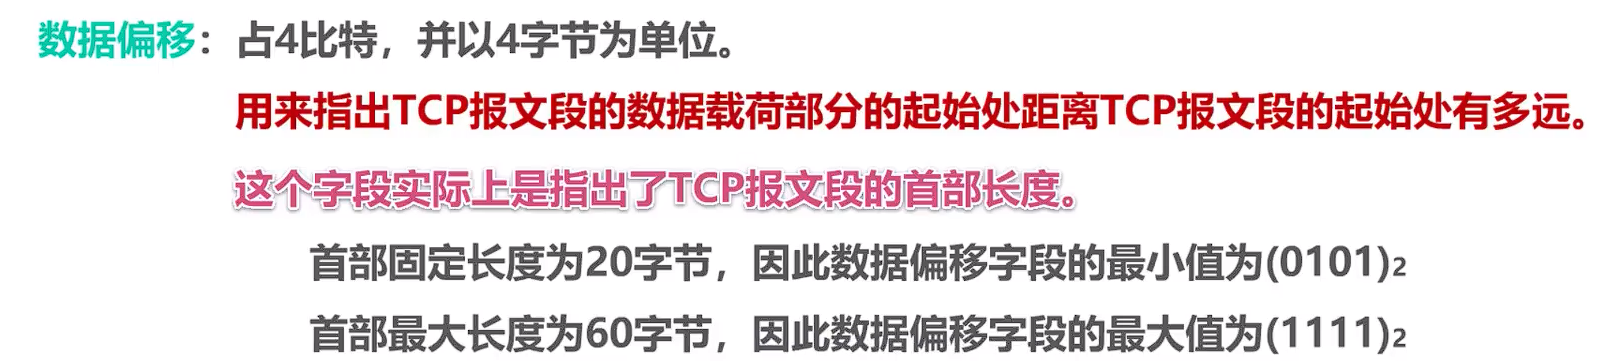 数据偏移：占4比特，并以4字节为单位。
用来指出TCP报文段的数据载荷部分的起始处距离TCP报文段的起始处有多远。
这个字段实际上是指出了TCP报文段的首部长度。
首部固定长度为20字节，因此数据偏移字段的最小值为(0101)₂
首部最大长度为60字节，因此数据偏移字段的最大值为(1111)₂